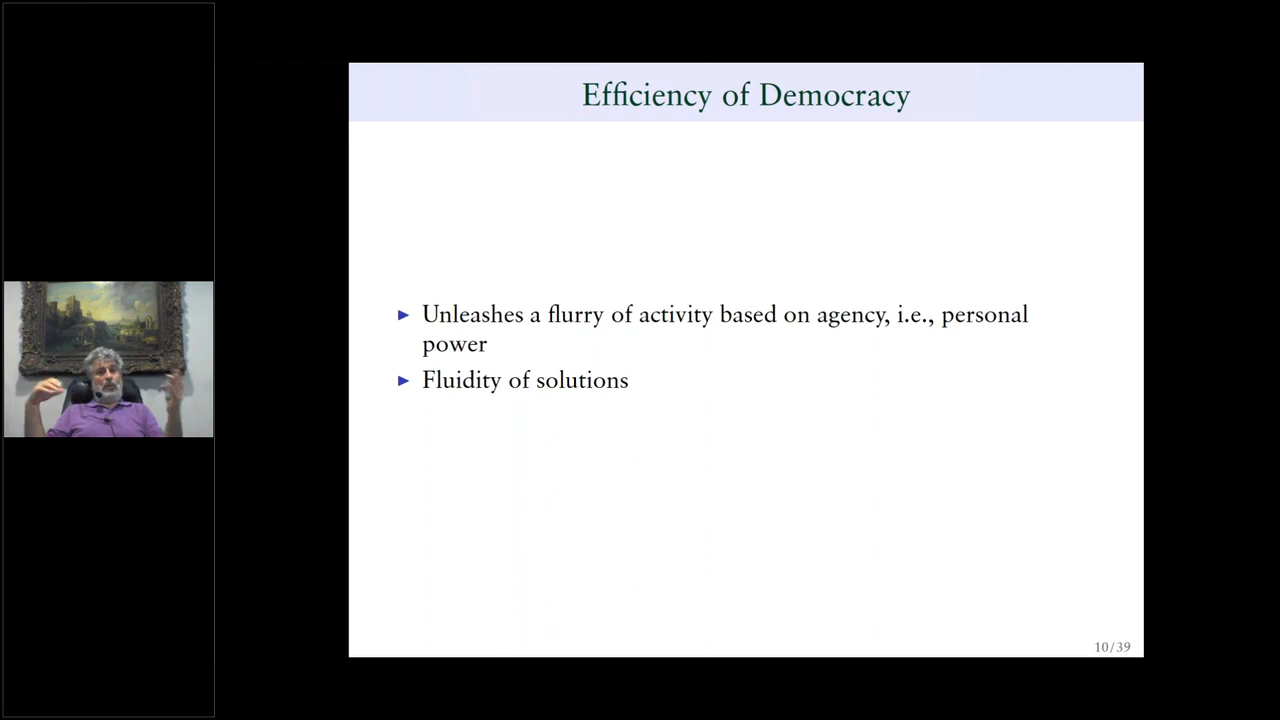 Efficiency of Democracy
▶ Unleashes a flurry of activity based on agency, i.e., personal
power
▶ Fluidity of solutions
10/39